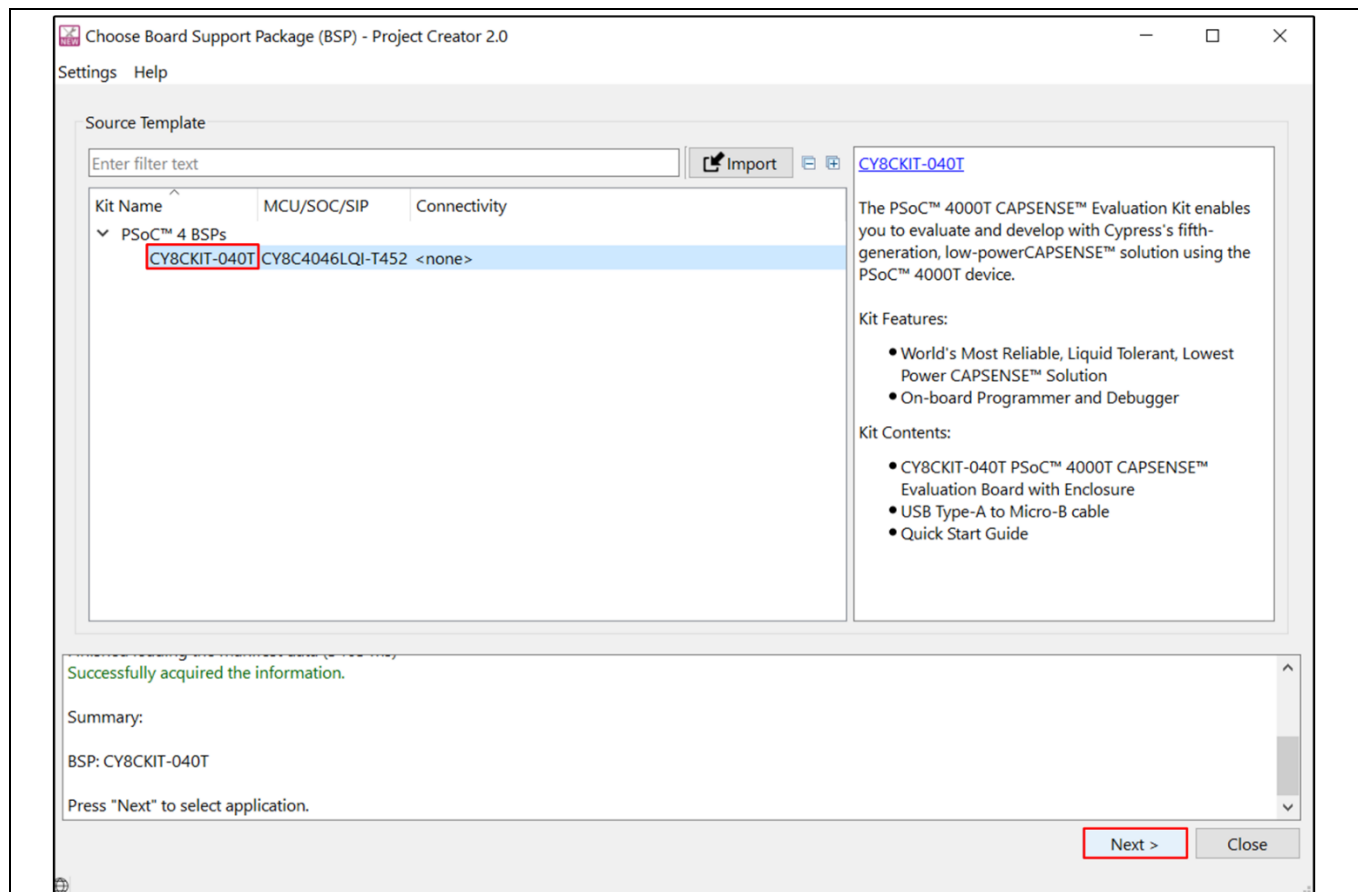 Choose Board Support Package (BSP) - Project Creator 2.0
Settings Help
Source Template
Enter filter text
Import
Kit Name MCU/SOC/SIP Connectivity
PSoC™ 4 BSPs
CY8CKIT-040T CY8C4046LQI-T452 <none>
CY8CKIT-040T
The PSoC™ 4000T CAPSENSE™ Evaluation Kit enables
you to evaluate and develop with Cypress's fifth-
generation, low-powerCAPSENSE™ solution using the
PSoC™ 4000T device.
Kit Features:
• World's Most Reliable, Liquid Tolerant, Lowest
Power CAPSENSE™ Solution
• On-board Programmer and Debugger
Kit Contents:
• CY8CKIT-040T PSoC™ 4000T CAPSENSE™
Evaluation Board with Enclosure
• USB Type-A to Micro-B cable
• Quick Start Guide
Successfully acquired the information.
Summary:
BSP: CY8CKIT-040T
Press "Next" to select application.
Next > Close